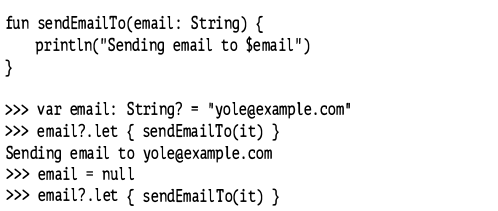 fun sendEmailTo(email: String) {
    println("Sending email to $email")
}

>>> var email: String? = "yole@example.com"
>>> email?.let { sendEmailTo(it) }
Sending email to yole@example.com
>>> email = null
>>> email?.let { sendEmailTo(it) }